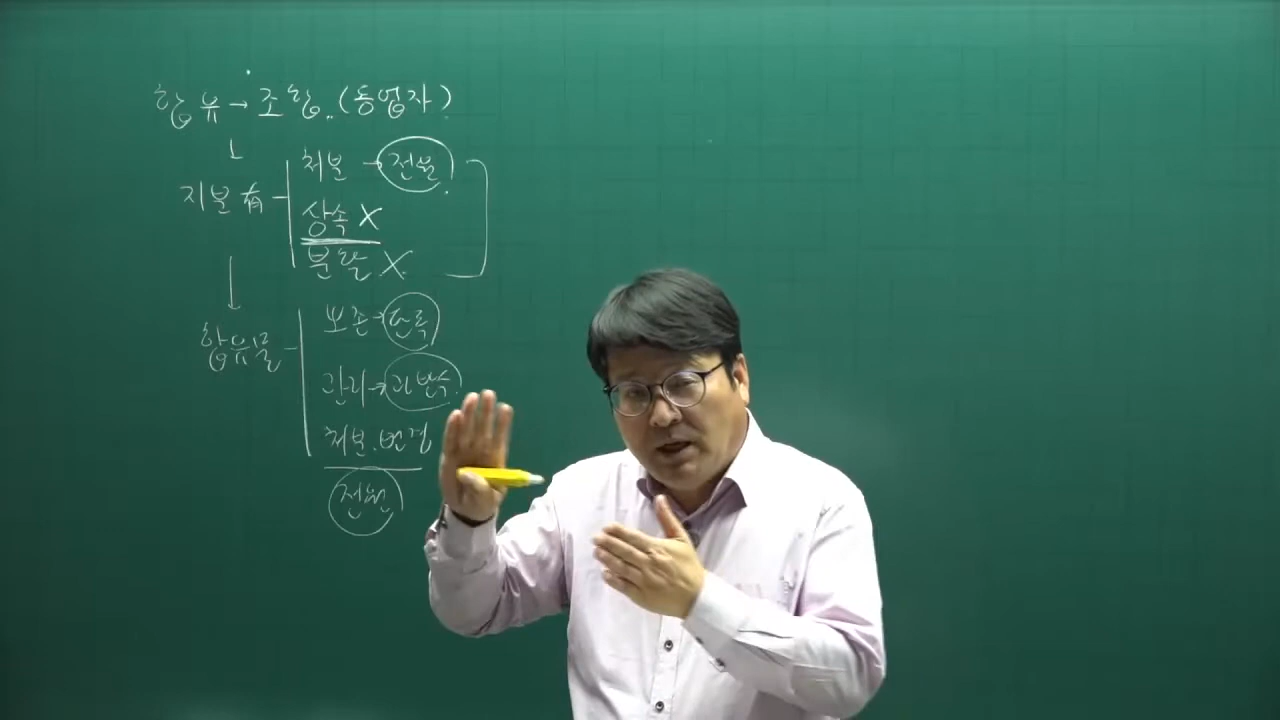 합유 → 조합 (동업자)
지분 有
처분 → 전원
상속 X
분할 X
합유물
보존 → 단독
관리 → 과반수
처분·변경
전원